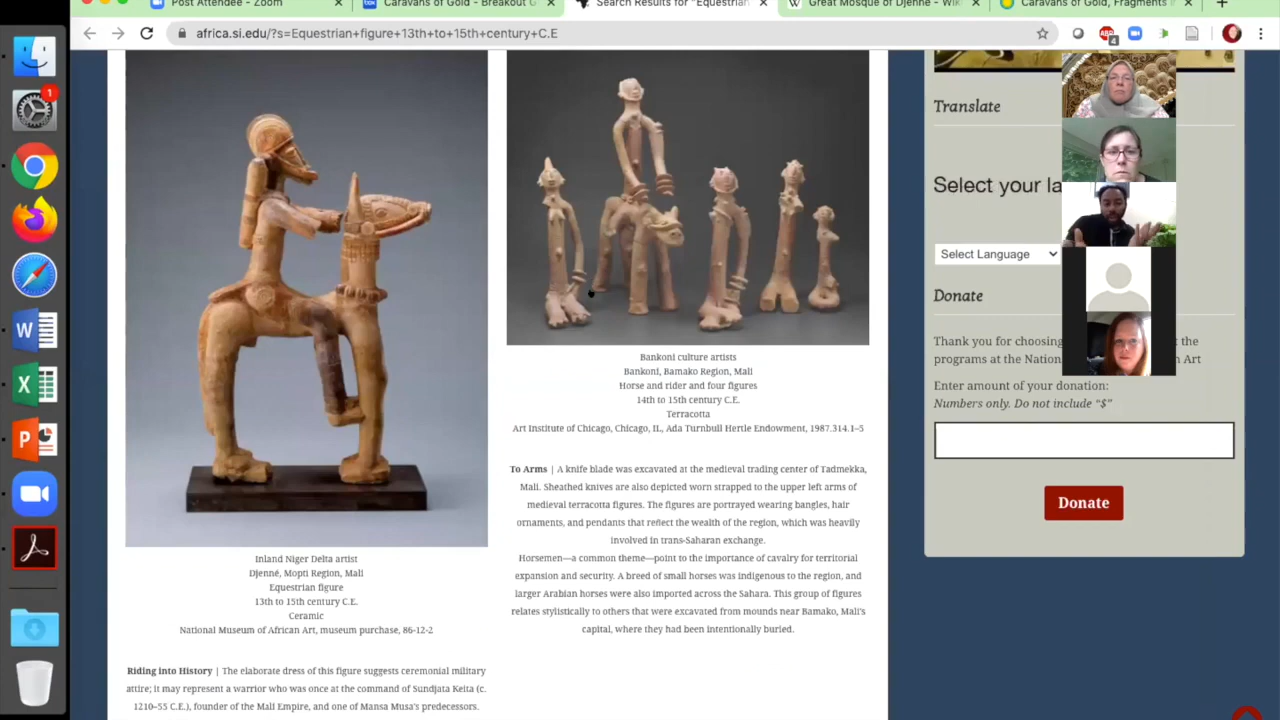 Post Attendee - Zoom
Caravans of Gold - Breakout G
Search Results for "Equestrian
Great Mosque of Djenne - Wiki
Caravans of Gold, Fragments in
africa.si.edu/?s=Equestrian+figure+13th+to+15th+century+C.E
ABP
4
1
W
X
P
Inland Niger Delta artist
Djenné, Mopti Region, Mali
Equestrian figure
13th to 15th century C.E.
Ceramic
National Museum of African Art, museum purchase, 86-12-2
Riding into History | The elaborate dress of this figure suggests ceremonial military
attire; it may represent a warrior who was once at the command of Sundjata Keita (c.
1210–55 C.E.), founder of the Mali Empire, and one of Mansa Musa's predecessors.
Bankoni culture artists
Bankoni, Bamako Region, Mali
Horse and rider and four figures
14th to 15th century C.E.
Terracotta
Art Institute of Chicago, Chicago, IL, Ada Turnbull Hertle Endowment, 1987.314.1–5
To Arms | A knife blade was excavated at the medieval trading center of Tadmekka,
Mali. Sheathed knives are also depicted worn strapped to the upper left arms of
medieval terracotta figures. The figures are portrayed wearing bangles, hair
ornaments, and pendants that reflect the wealth of the region, which was heavily
involved in trans-Saharan exchange.
Horsemen—a common theme—point to the importance of cavalry for territorial
expansion and security. A breed of small horses was indigenous to the region, and
larger Arabian horses were also imported across the Sahara. This group of figures
relates stylistically to others that were excavated from mounds near Bamako, Mali's
capital, where they had been intentionally buried.
Translate
Select your la
Select Language
Donate
Thank you for choosing the
programs at the Nation Art
Enter amount of your donation:
Numbers only. Do not include "$"
Donate